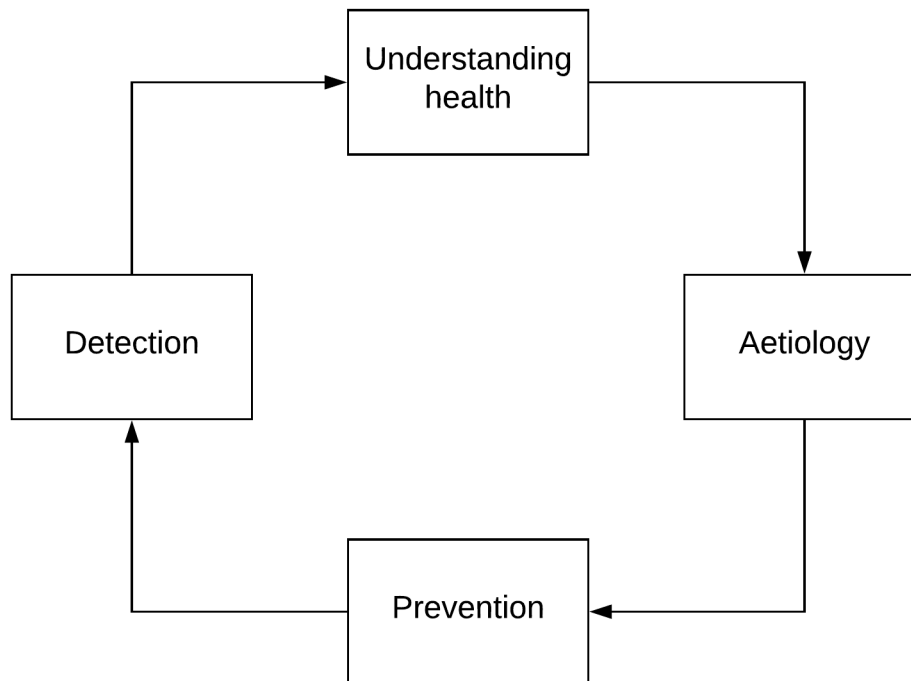 Understanding
health
Detection
Aetiology
Prevention